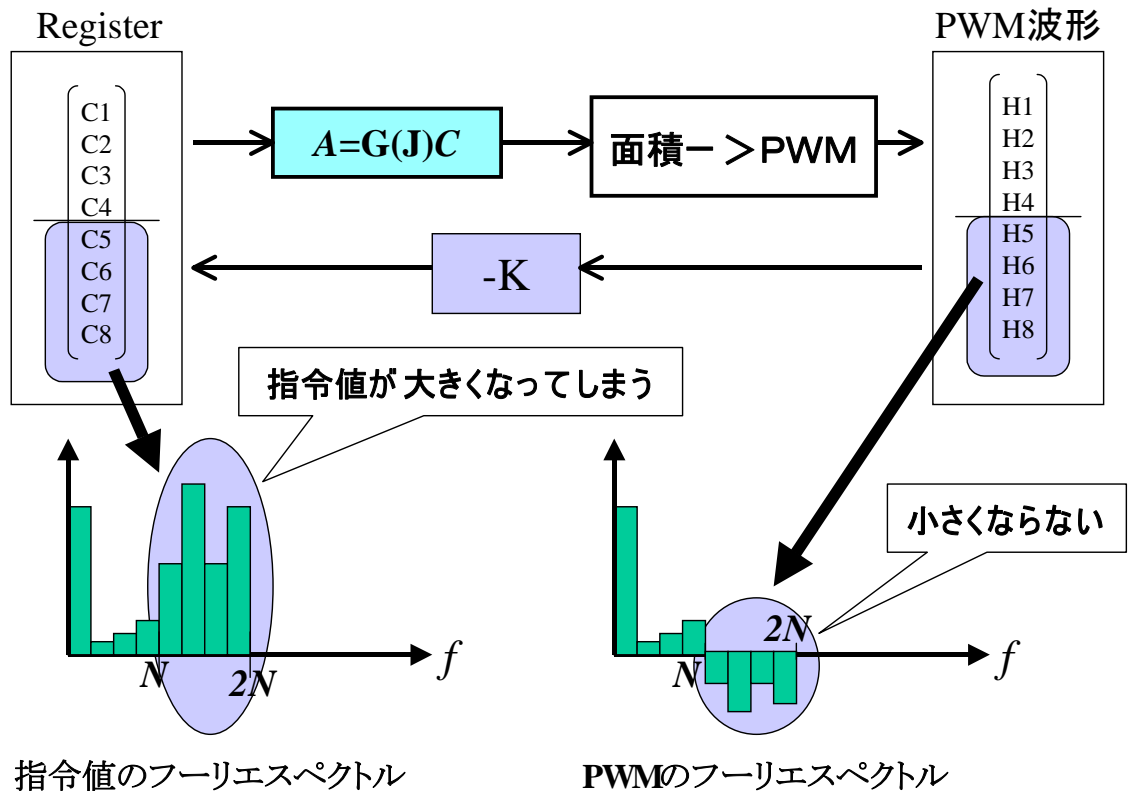 Register
PWM波形
C1
C2
C3
C4
C5
C6
C7
C8
A=G(J)C
面積ー＞PWM
H1
H2
H3
H4
H5
H6
H7
H8
-K
指令値が大きくなってしまう
小さくならない
N
2N
f
N
2N
f
指令値のフーリエスペクトル
PWMのフーリエスペクトル